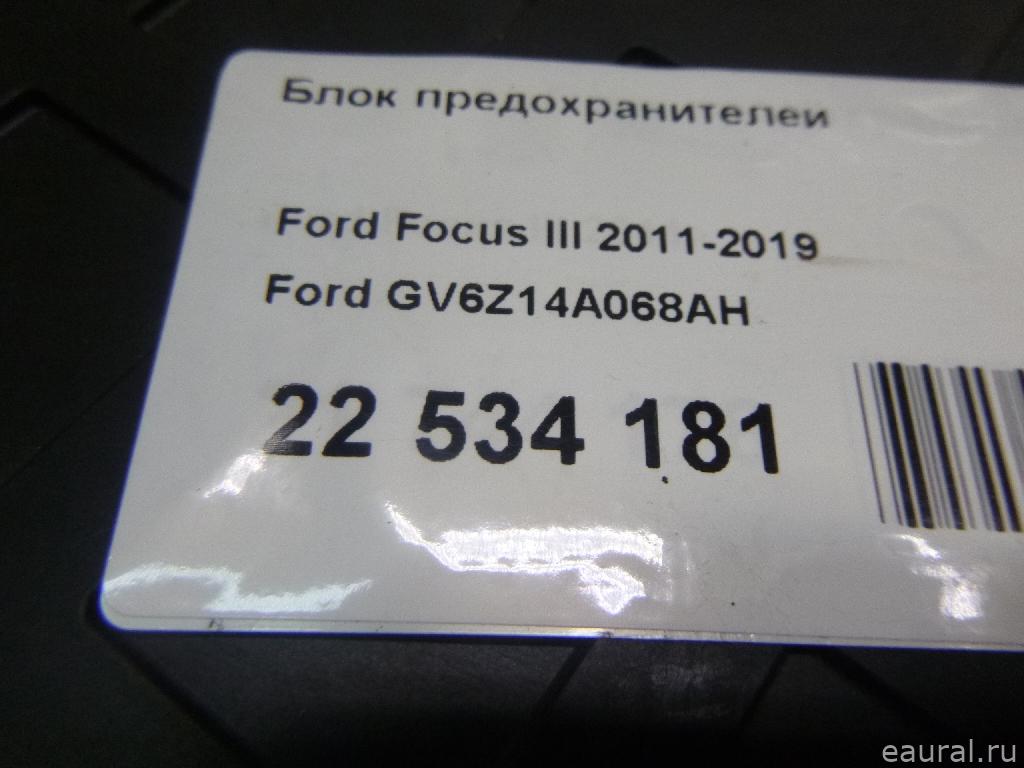 Блок предохранителей
Ford Focus III 2011-2019
Ford GV6Z14A068AH
22 534 181
eaural.ru